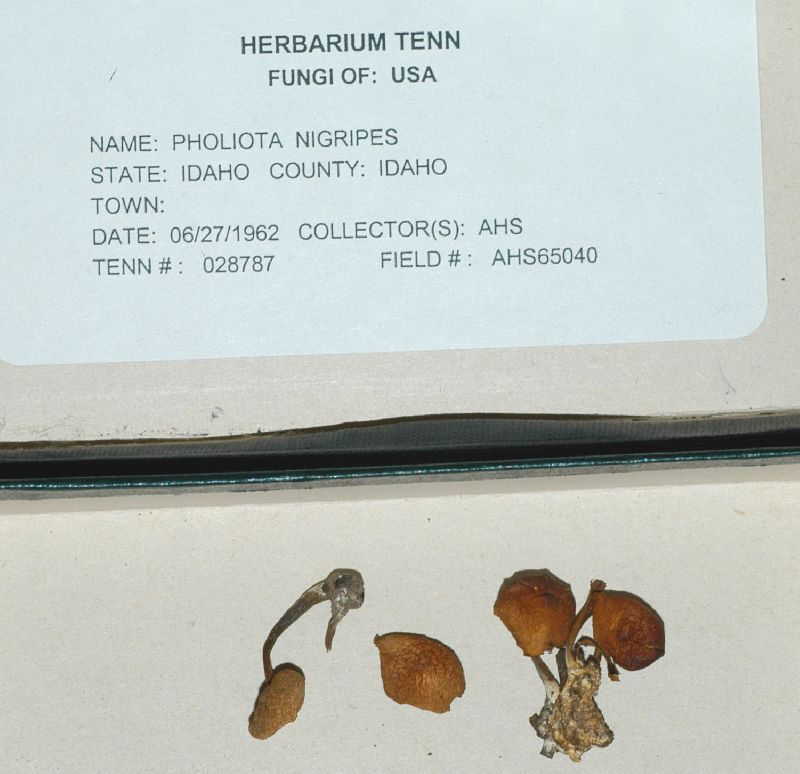 HERBARIUM TENN
FUNGI OF: USA
NAME: PHOLIOTA NIGRIPES
STATE: IDAHO COUNTY: IDAHO
TOWN:
DATE: 06/27/1962 COLLECTOR(S): AHS
TENN # : 028787 FIELD # : AHS65040